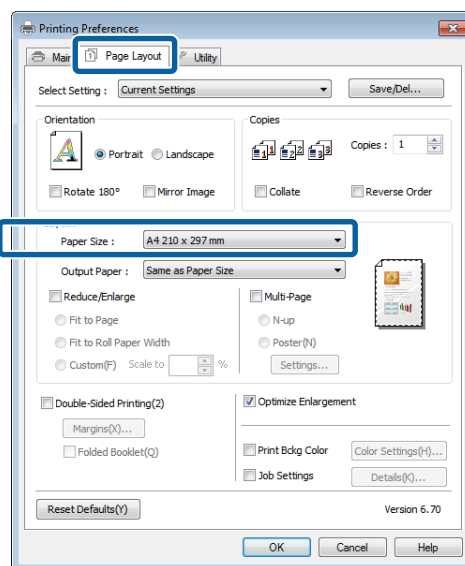 Printing Preferences
Main Page Layout Utility
Select Setting : Current Settings Save/Del...
Orientation Copies
Portrait Landscape Copies : 1
Rotate 180° Mirror Image Collate Reverse Order
Paper Size : A4 210 x 297 mm
Output Paper : Same as Paper Size
Reduce/Enlarge Multi-Page
Fit to Page N-up
Fit to Roll Paper Width Poster(N)
Custom(F) Scale to % Settings...
Double-Sided Printing(2) Optimize Enlargement
Margins(X)...
Folded Booklet(Q) Print Bckg Color Color Settings(H)...
Job Settings Details(K)...
Reset Defaults(Y) Version 6.70
OK Cancel Help